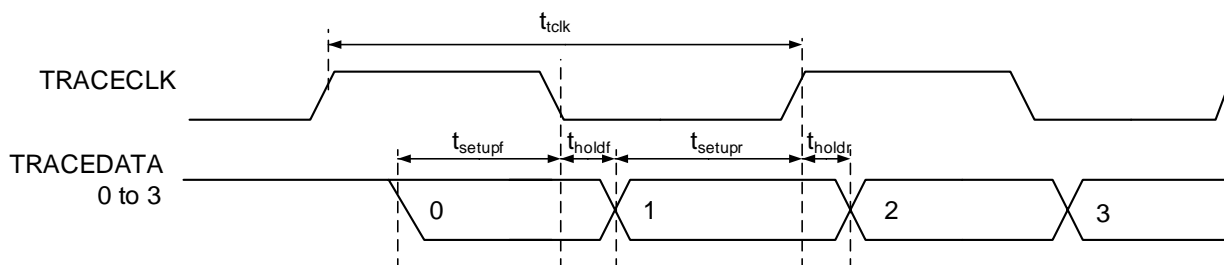 t_tclk
TRACECLK
t_setupf t_holdf t_setupr t_holdr
TRACEDATA
0 to 3
0 1 2 3